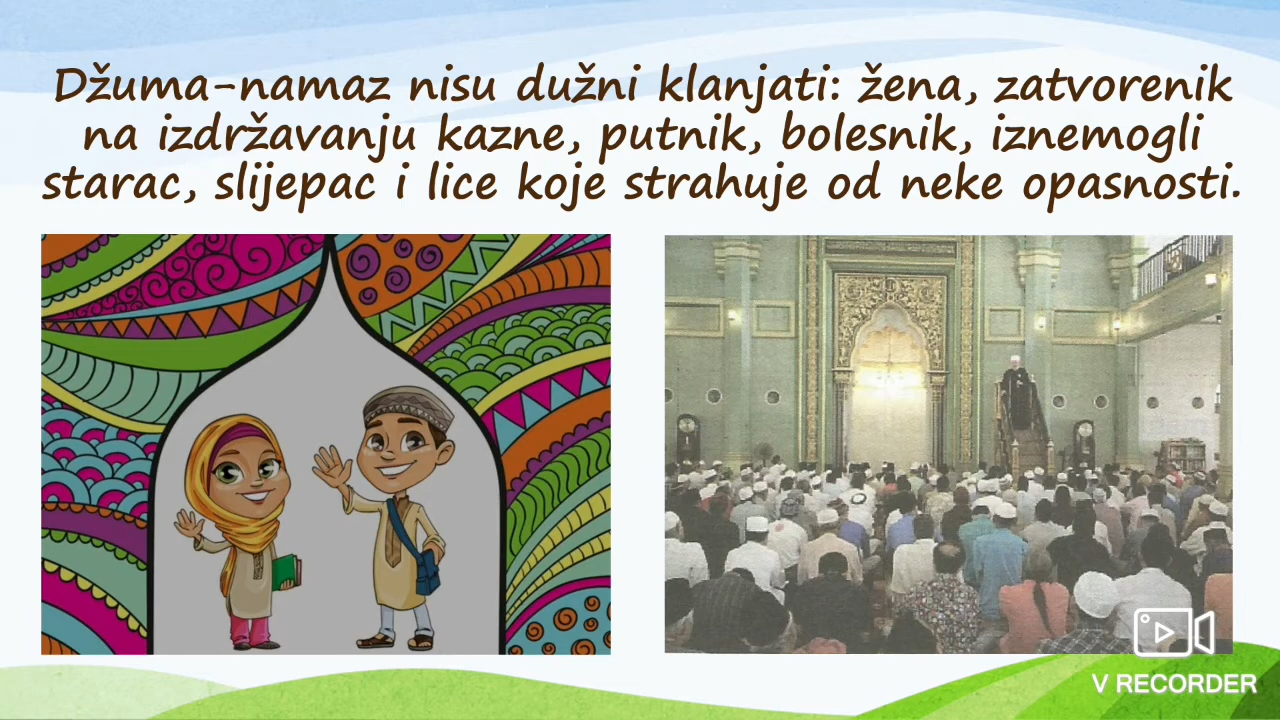 Džuma-namaz nisu dužni klanjati: žena, zatvorenik
na izdržavanju kazne, putnik, bolesnik, iznemogli
starac, slijepac i lice koje strahuje od neke opasnosti.
V RECORDER